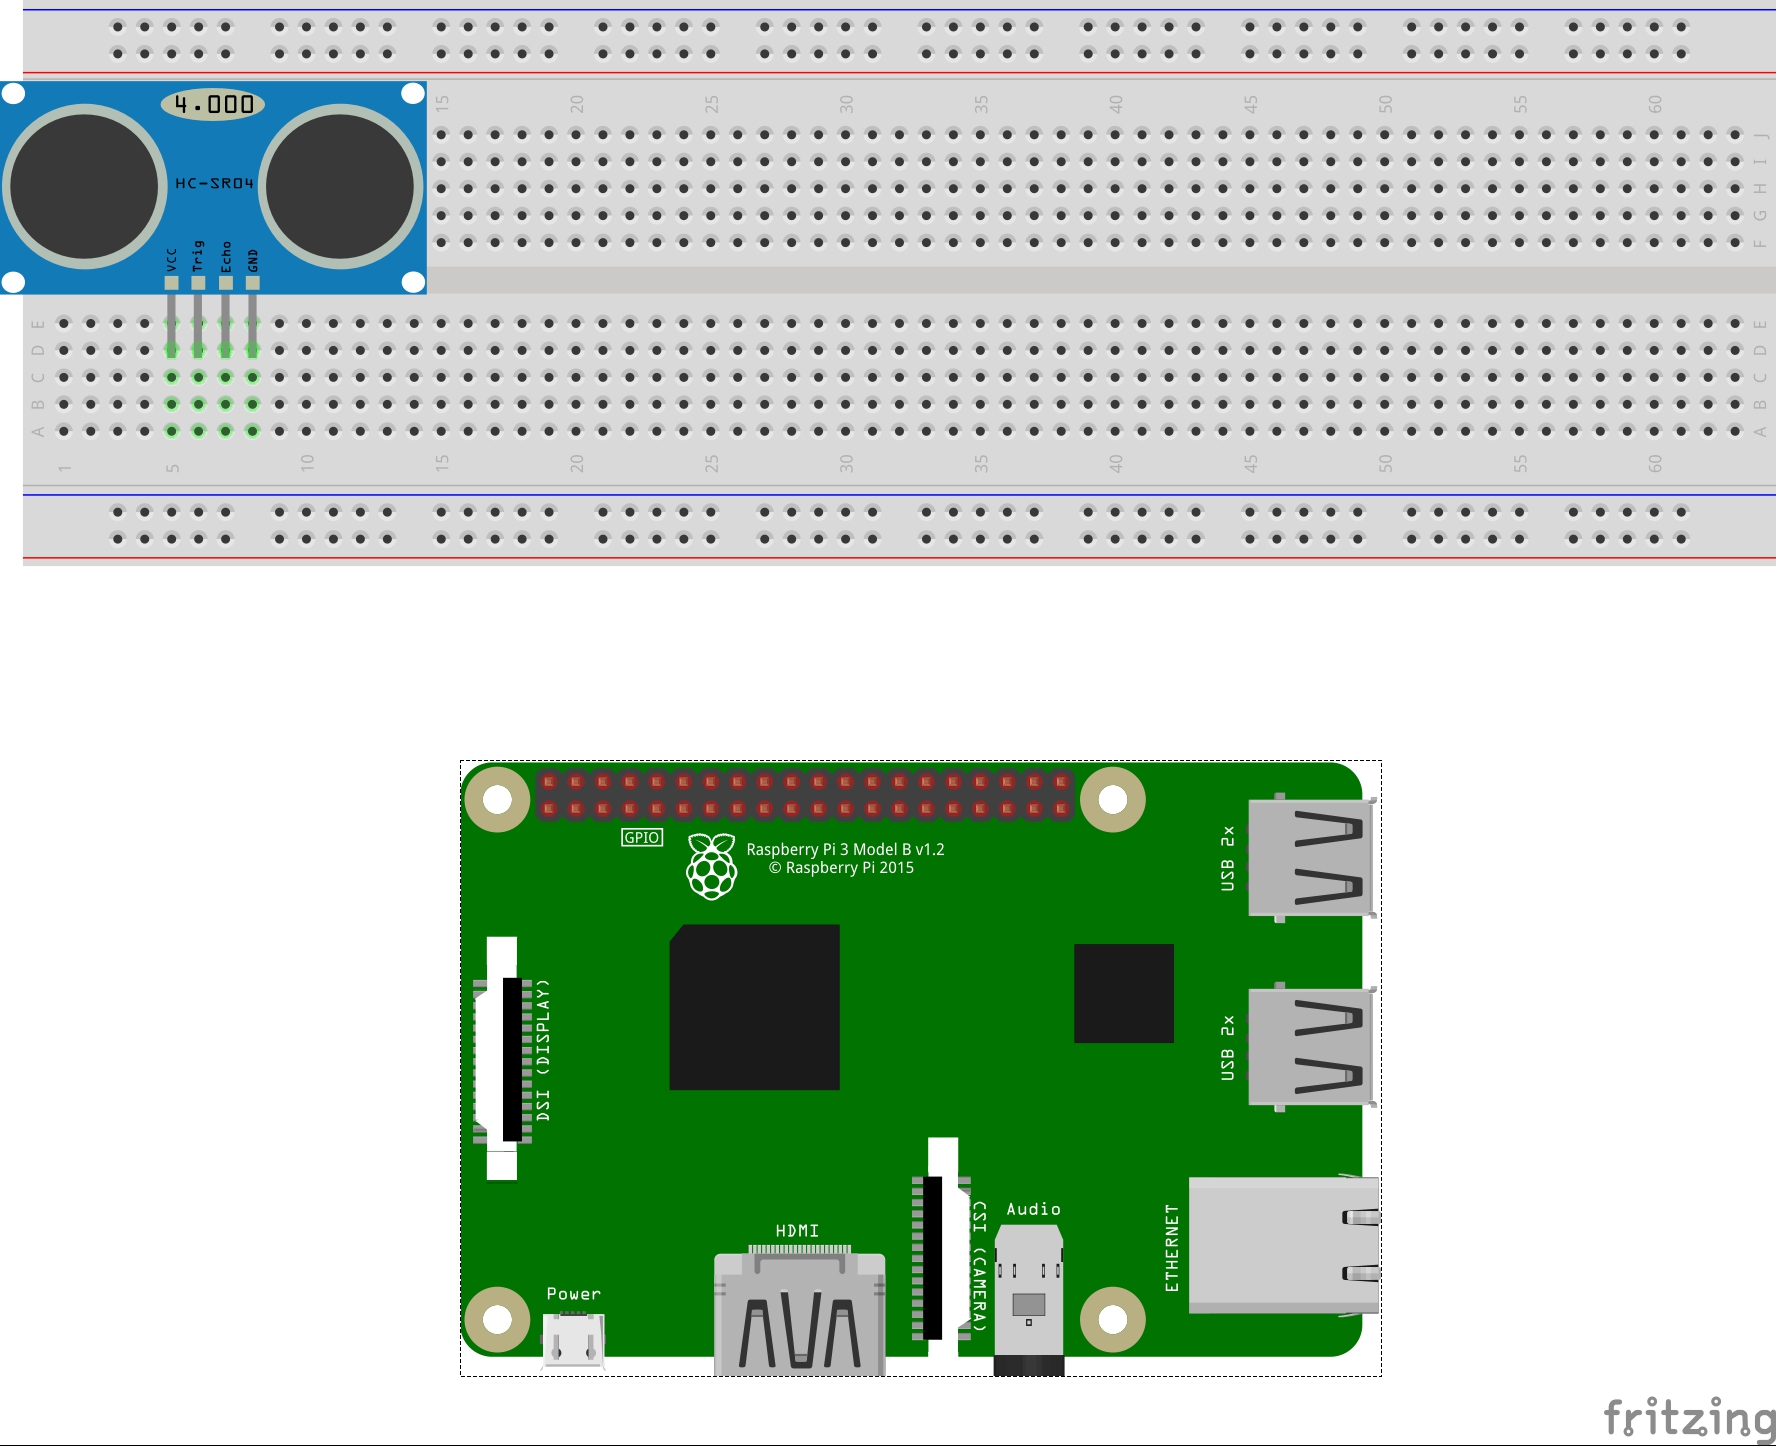 15 20 25 30 35 40 45 50 55 60
4.000
HC-SR04
VCC Trig Echo GND
J
I
H
G
F
E E
D D
C C
B B
A A
1 5 10 15 20 25 30 35 40 45 50 55 60
GPIO
Raspberry Pi 3 Model B v1.2
© Raspberry Pi 2015
USB 2x
DSI (DISPLAY)
USB 2x
CSI (CAMERA)
Audio
ETHERNET
HDMI
Power
fritzing